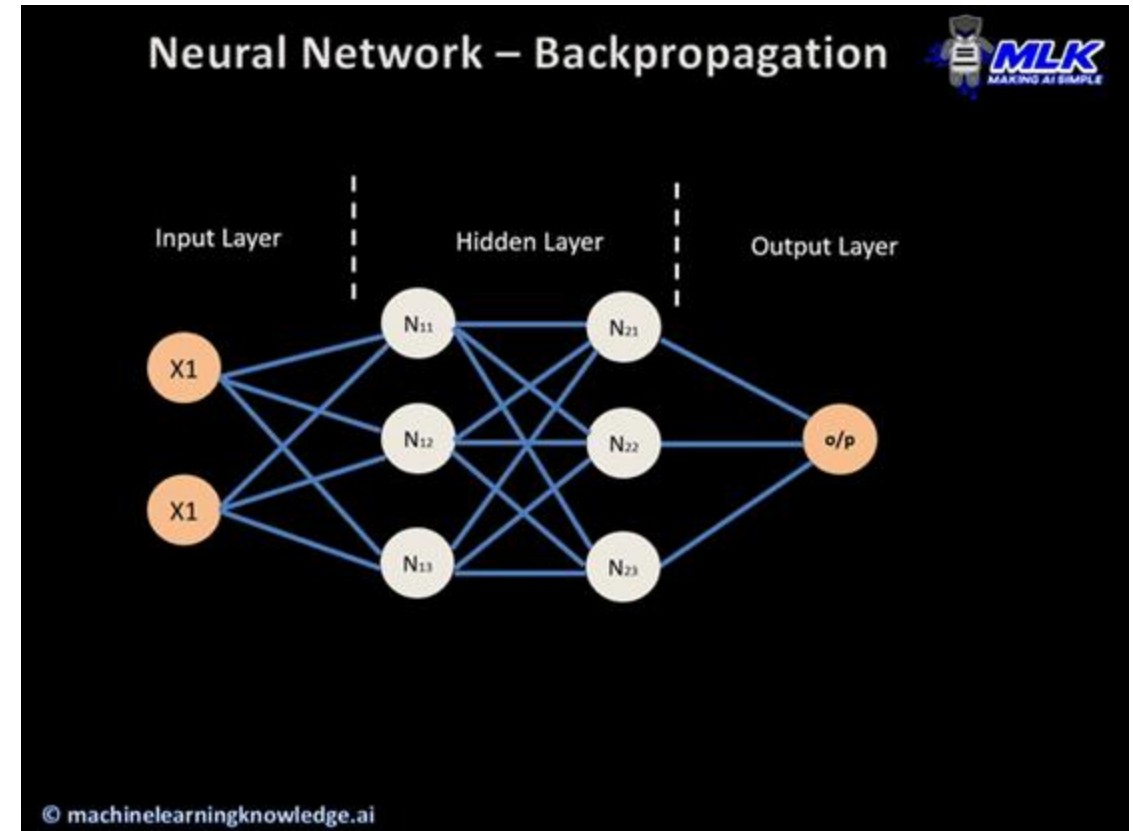 Neural Network – Backpropagation
MLK
MAKING AI SIMPLE
Input Layer
Hidden Layer
Output Layer
N₁₁
N₂₁
X1
N₁₂
N₂₂
o/p
X1
N₁₃
N₂₃
© machinelearningknowledge.ai